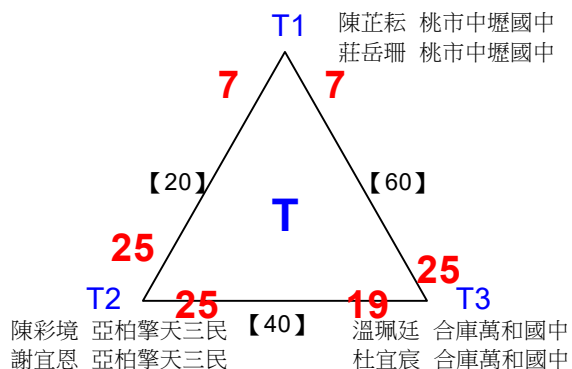 T1
陳芷耘 桃市中壢國中
莊岳珊 桃市中壢國中
7
7
【20】
【60】
T
25
25
T2
25
19
T3
【40】
陳彩境 亞柏擎天三民
謝宜恩 亞柏擎天三民
溫珮廷 合庫萬和國中
杜宜宸 合庫萬和國中